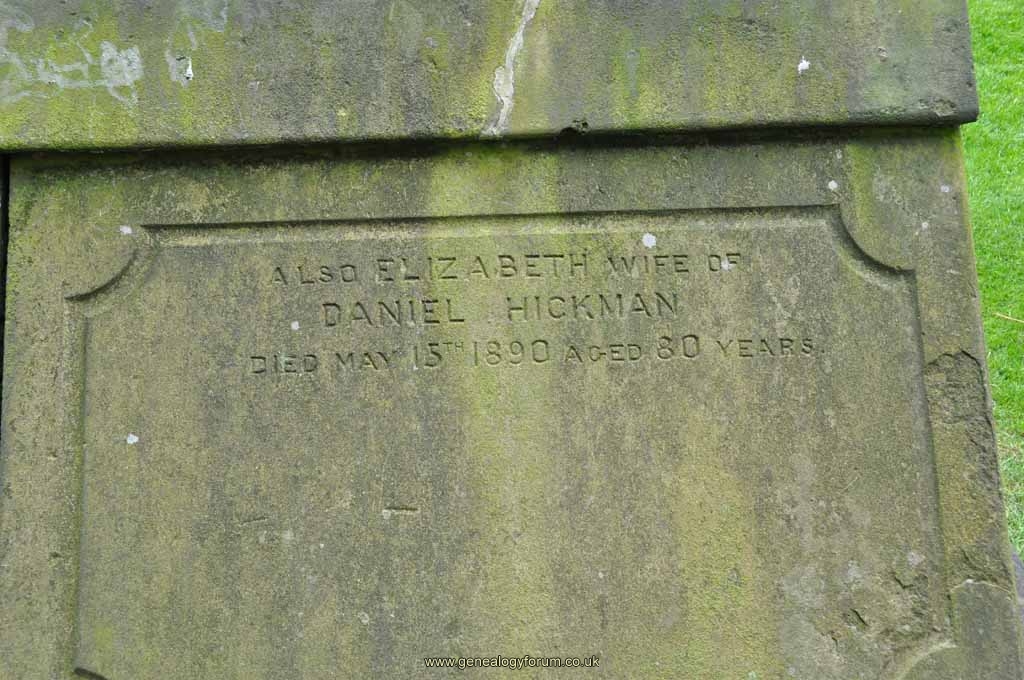 ALSO ELIZABETH WIFE OF
DANIEL HICKMAN
DIED MAY 15TH 1890 AGED 80 YEARS.
www.genealogyforum.co.uk